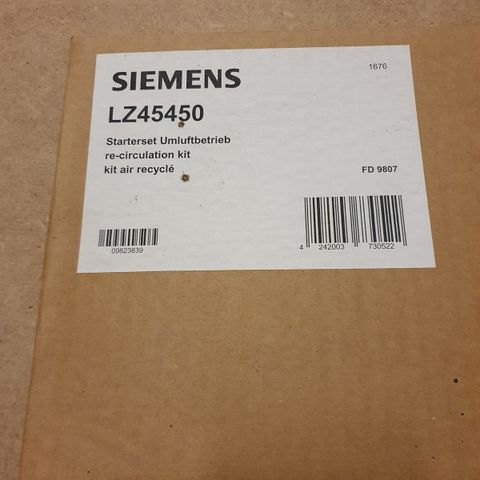 1676
SIEMENS
LZ45450
Starterset Umluftbetrieb
re-circulation kit
kit air recyclé
FD 9807
09823839
4 242003 730522